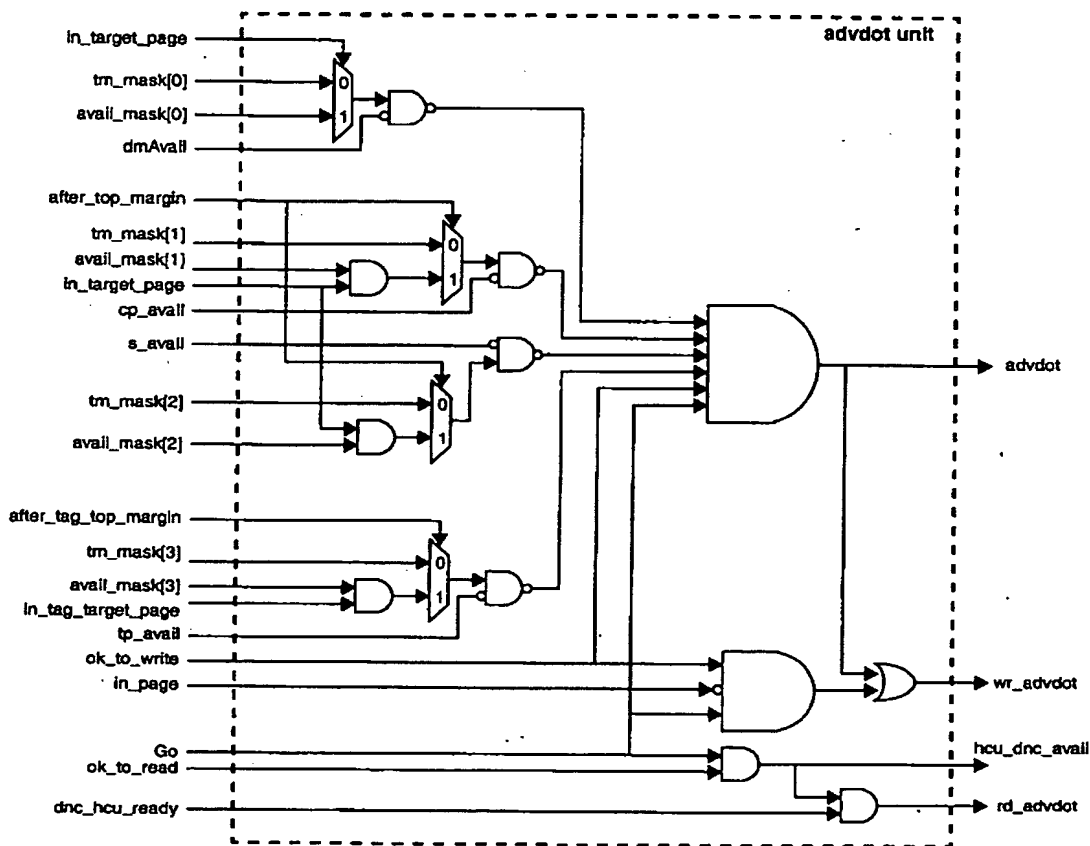 advdot unit
in_target_page
tm_mask[0]
0
avail_mask[0]
1
dmAvail
after_top_margin
tm_mask[1]
0
avail_mask[1]
1
in_target_page
cp_avail
s_avail
advdot
tm_mask[2]
0
avail_mask[2]
1
after_tag_top_margin
tm_mask[3]
0
avail_mask[3]
1
in_tag_target_page
tp_avail
ok_to_write
in_page
wr_advdot
Go
hcu_dnc_avail
ok_to_read
dnc_hcu_ready
rd_advdot